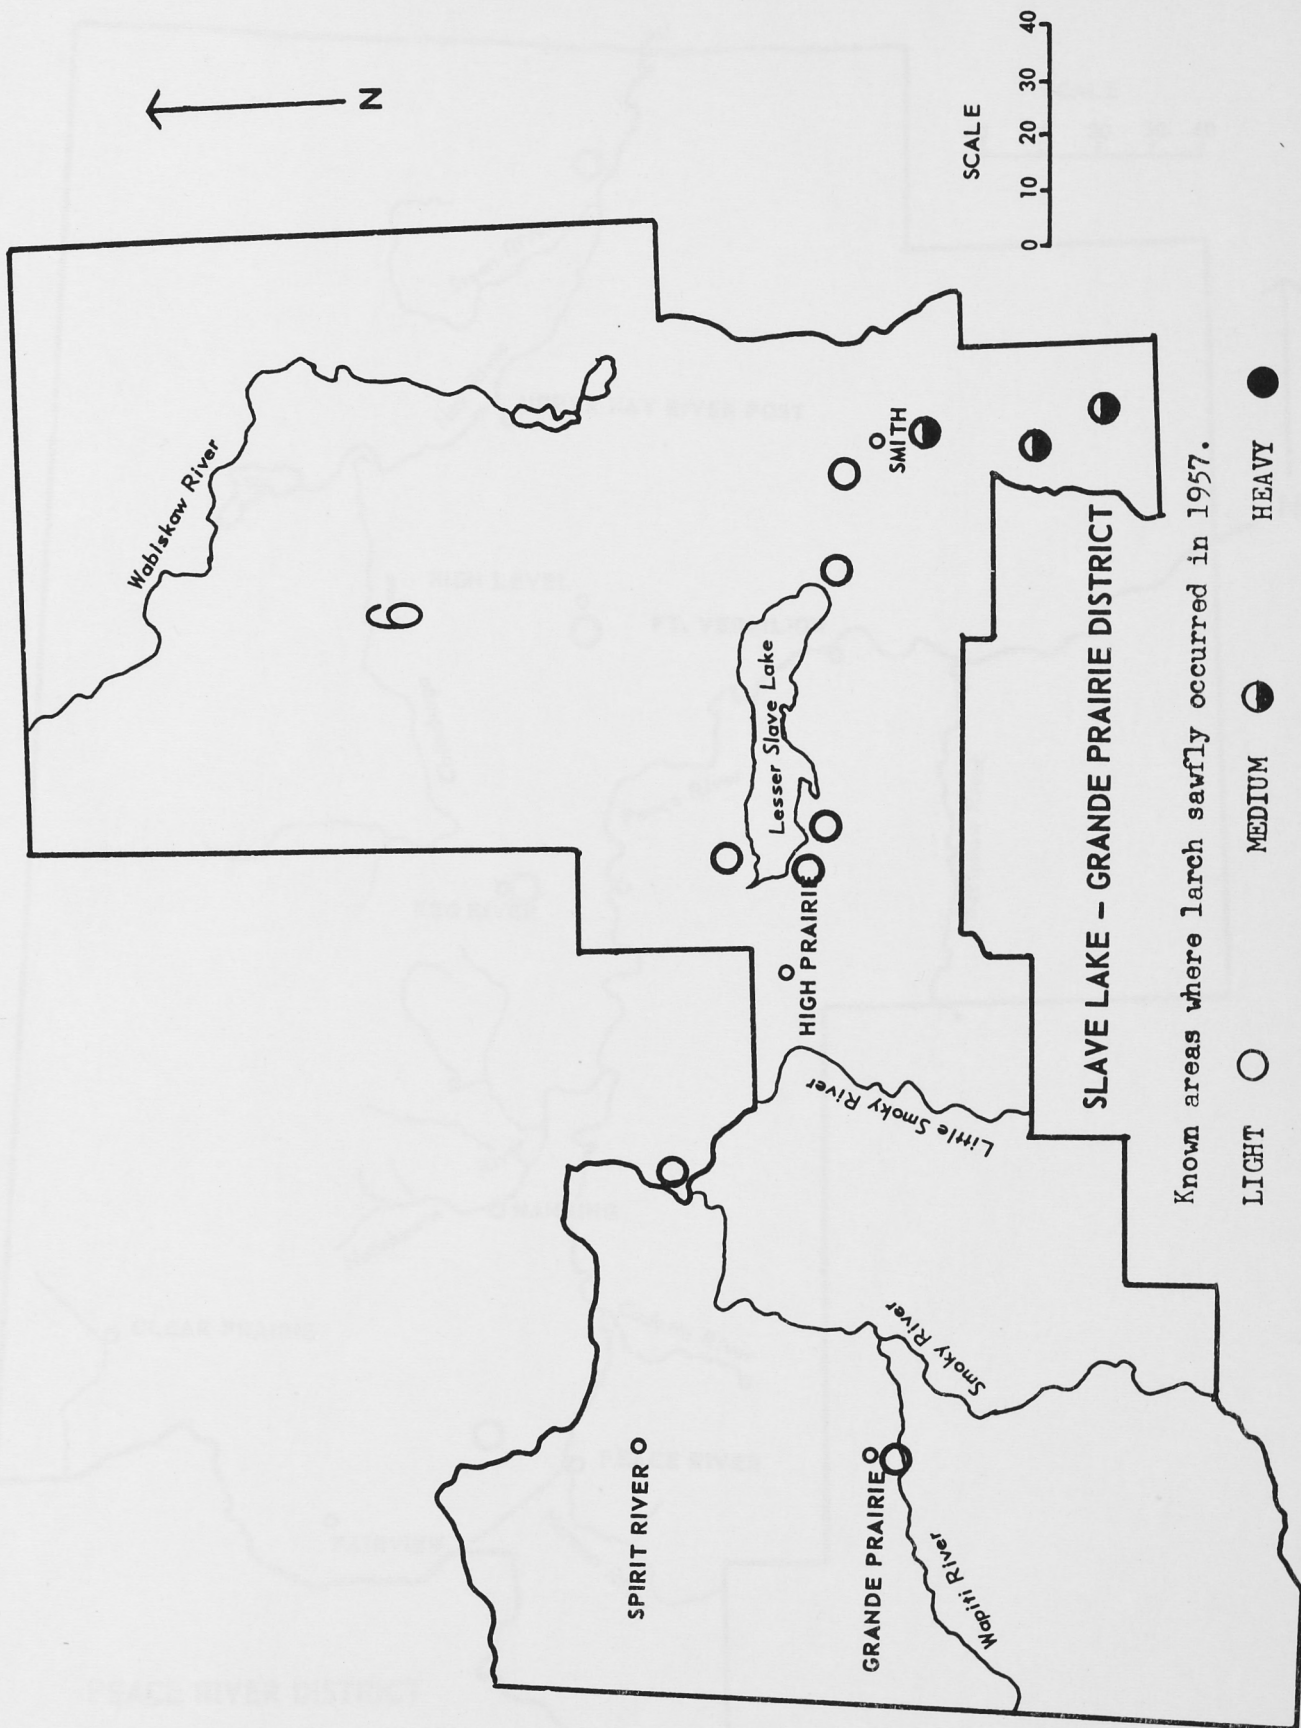 N
Wabiskaw River
9
Lesser Slave Lake
SMITH
HIGH PRAIRIE
Little Smoky River
Smoky River
SPIRIT RIVER
GRANDE PRAIRIE
Wapiti River
SCALE
0 10 20 30 40
SLAVE LAKE – GRANDE PRAIRIE DISTRICT
Known areas where larch sawfly occurred in 1957.
LIGHT MEDIUM HEAVY